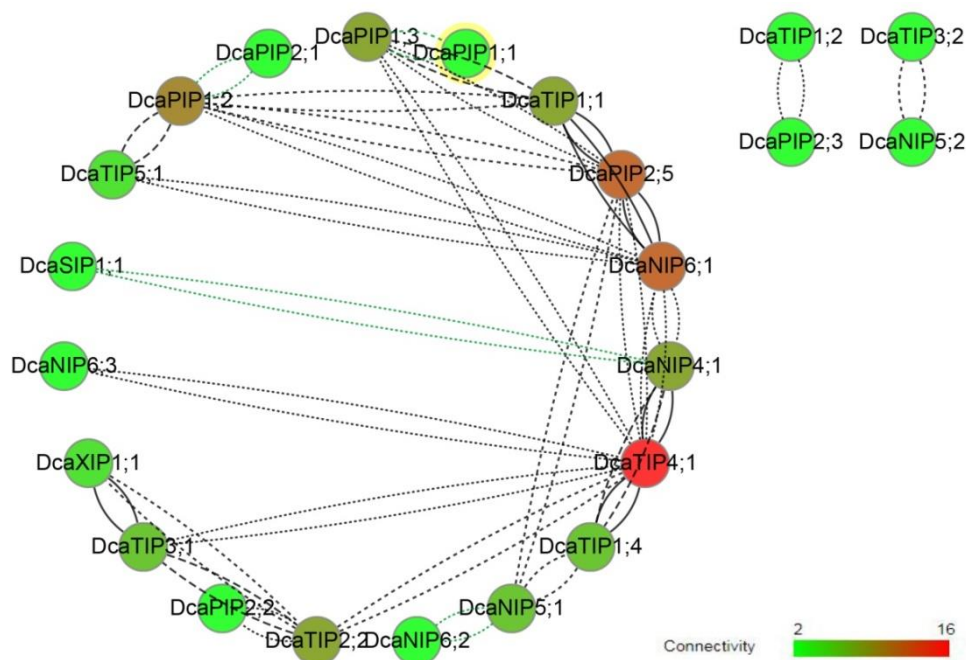 DcaPIP1;3
DcaPIP2;1
DcaPIP1;1
DcaTIP1;2
DcaTIP3;2
DcaPIP1;2
DcaTIP1;1
DcaPIP2;3
DcaNIP5;2
DcaTIP5;1
DcaPIP2;5
DcaSIP1;1
DcaNIP6;1
DcaNIP6;3
DcaNIP4;1
DcaXIP1;1
DcaTIP4;1
DcaTIP3;1
DcaTIP1;4
DcaPIP2;2
DcaNIP5;1
DcaTIP2;2
DcaNIP6;2
2 16
Connectivity